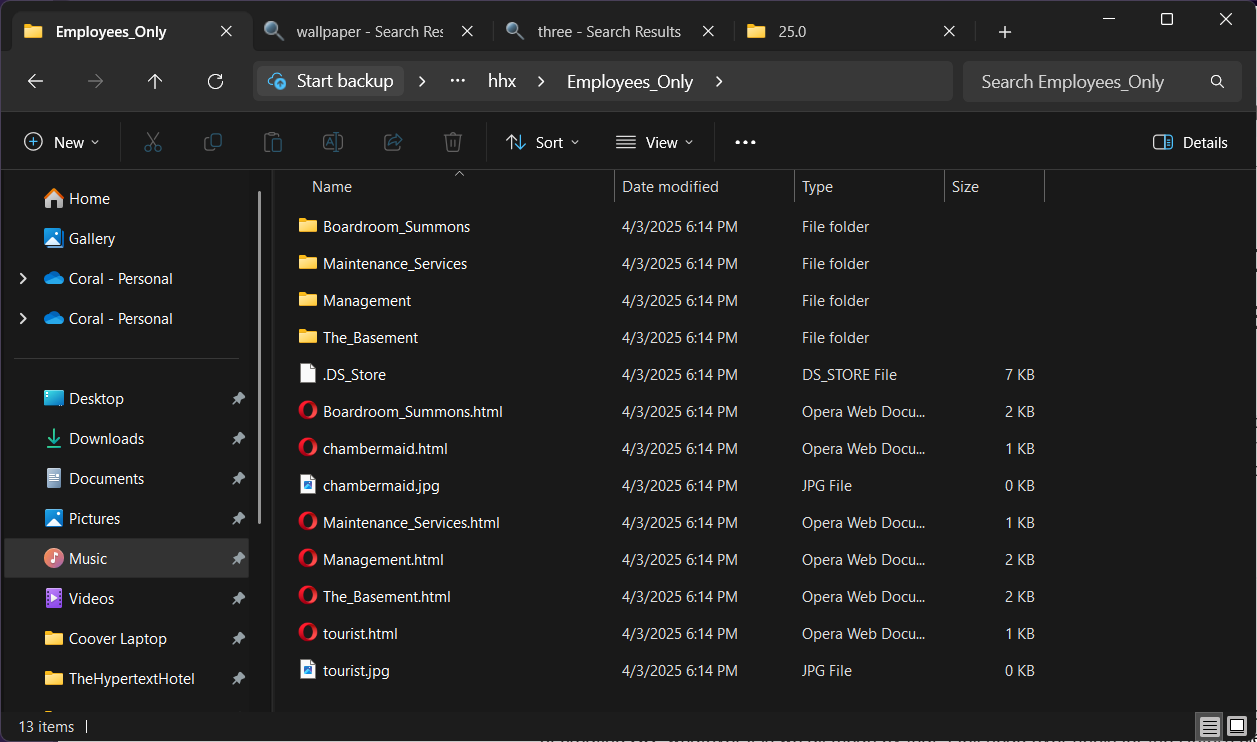 Employees_Only
wallpaper - Search Res
three - Search Results
25.0
Start backup
hhx
Employees_Only
Search Employees_Only
New
Sort
View
Details
Home
Gallery
Coral - Personal
Coral - Personal
Desktop
Downloads
Documents
Pictures
Music
Videos
Coover Laptop
TheHypertextHotel
Name Date modified Type Size
Boardroom_Summons 4/3/2025 6:14 PM File folder
Maintenance_Services 4/3/2025 6:14 PM File folder
Management 4/3/2025 6:14 PM File folder
The_Basement 4/3/2025 6:14 PM File folder
.DS_Store 4/3/2025 6:14 PM DS_STORE File 7 KB
Boardroom_Summons.html 4/3/2025 6:14 PM Opera Web Docu... 2 KB
chambermaid.html 4/3/2025 6:14 PM Opera Web Docu... 1 KB
chambermaid.jpg 4/3/2025 6:14 PM JPG File 0 KB
Maintenance_Services.html 4/3/2025 6:14 PM Opera Web Docu... 1 KB
Management.html 4/3/2025 6:14 PM Opera Web Docu... 2 KB
The_Basement.html 4/3/2025 6:14 PM Opera Web Docu... 2 KB
tourist.html 4/3/2025 6:14 PM Opera Web Docu... 1 KB
tourist.jpg 4/3/2025 6:14 PM JPG File 0 KB
13 items